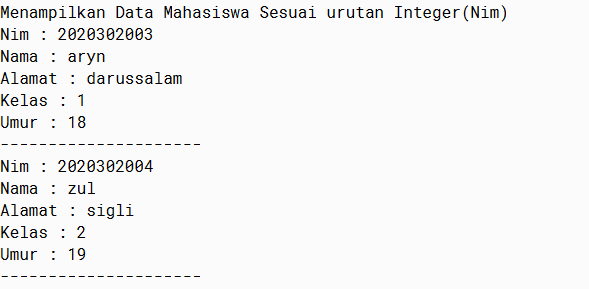 Menampilkan Data Mahasiswa Sesuai urutan Integer(Nim)
Nim : 2020302003
Nama : aryn
Alamat : darussalam
Kelas : 1
Umur : 18
---------------------
Nim : 2020302004
Nama : zul
Alamat : sigli
Kelas : 2
Umur : 19
---------------------